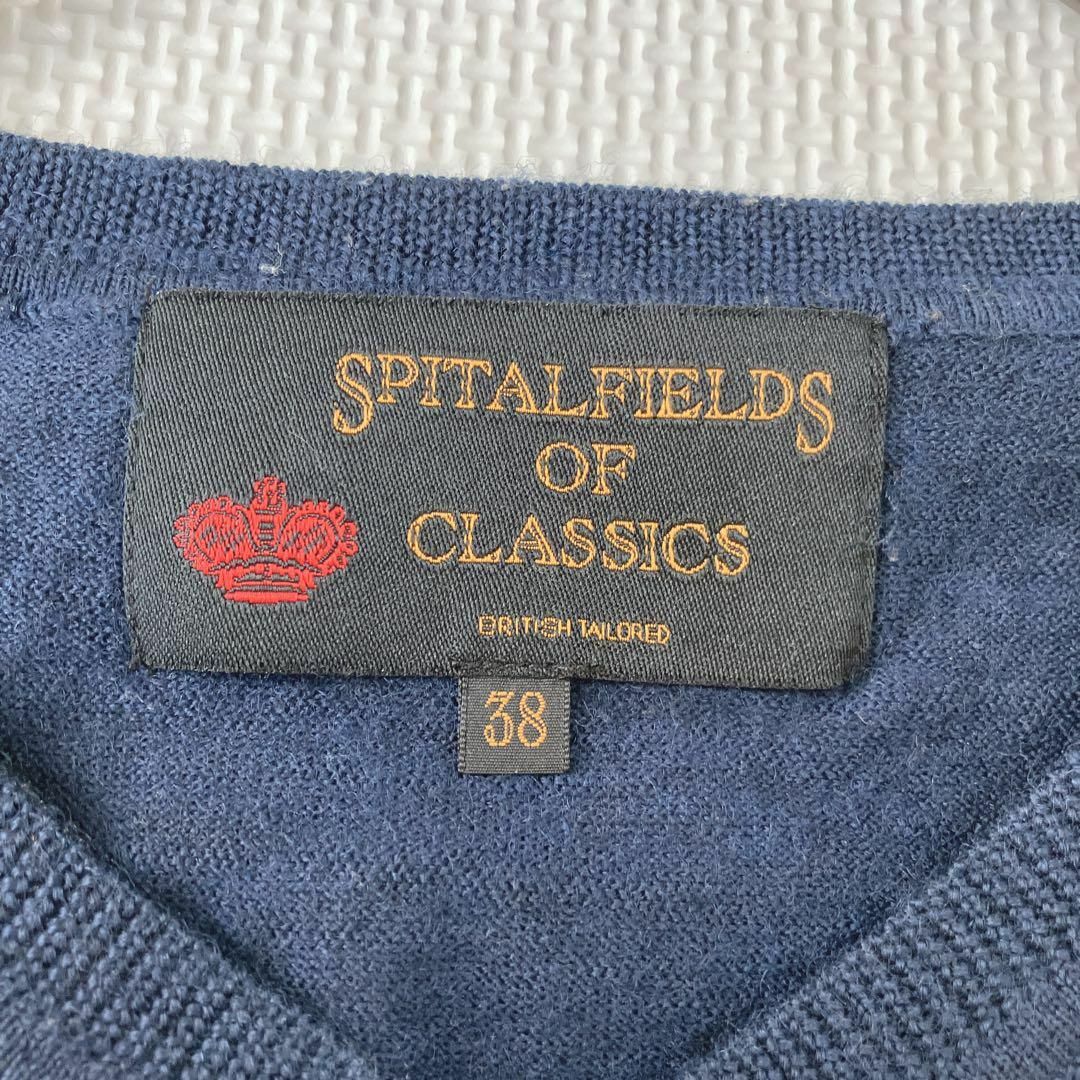 SPITALFIELDS
OF
CLASSICS
BRITISH TAILORED
38